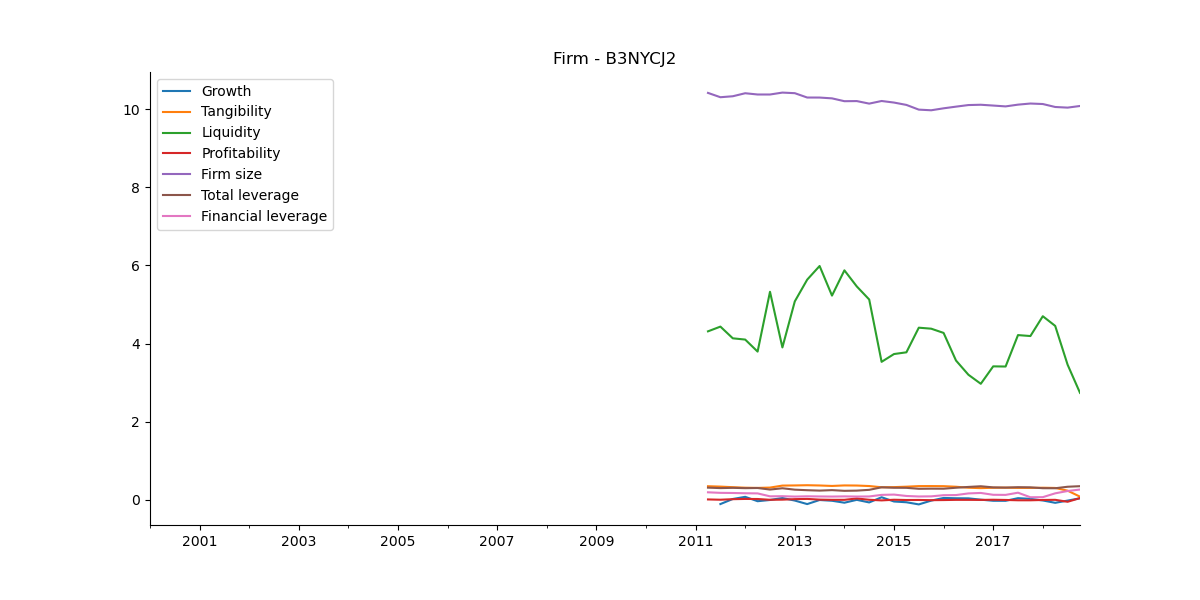 Firm - B3NYCJ2
Growth
Tangibility
Liquidity
Profitability
Firm size
Total leverage
Financial leverage
10
8
6
4
2
0
2001 2003 2005 2007 2009 2011 2013 2015 2017